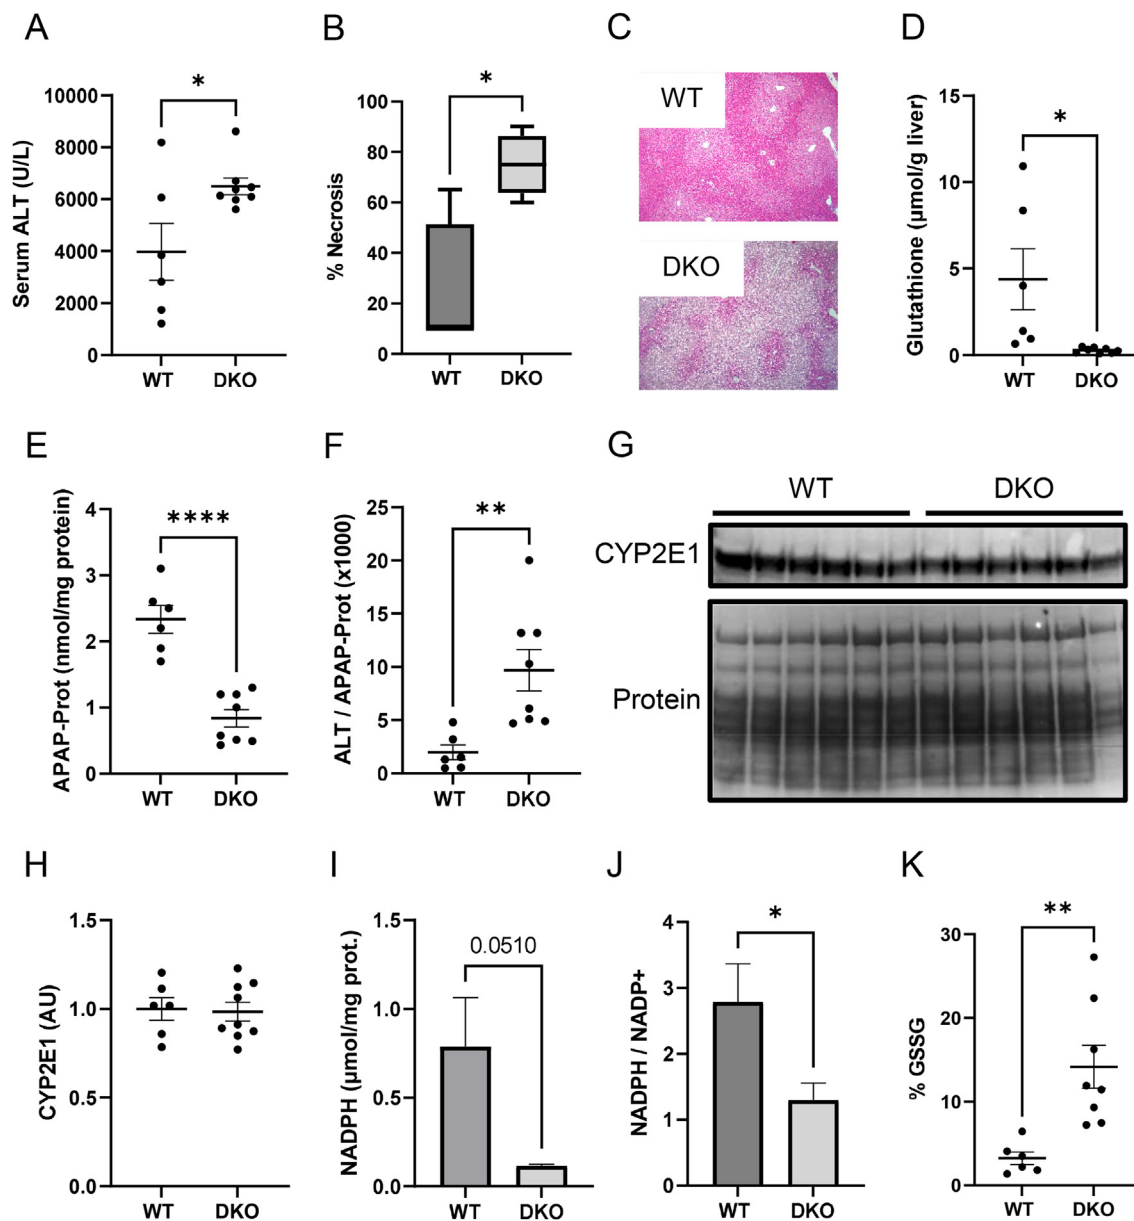 A
Serum ALT (U/L)
10000
8000
6000
4000
2000
0
*
WT
DKO
B
% Necrosis
100
80
60
40
20
0
*
WT
DKO
C
WT
DKO
D
Glutathione (µmol/g liver)
15
10
5
0
*
WT
DKO
E
APAP-Prot (nmol/mg protein)
4
3
2
1
0
****
WT
DKO
F
ALT / APAP-Prot (x1000)
25
20
15
10
5
0
**
WT
DKO
G
WT
DKO
CYP2E1
Protein
H
CYP2E1 (AU)
1.5
1.0
0.5
0.0
WT
DKO
I
NADPH (µmol/mg prot.)
1.5
1.0
0.5
0.0
0.0510
WT
DKO
J
NADPH / NADP+
4
3
2
1
0
*
WT
DKO
K
% GSSG
30
20
10
0
**
WT
DKO